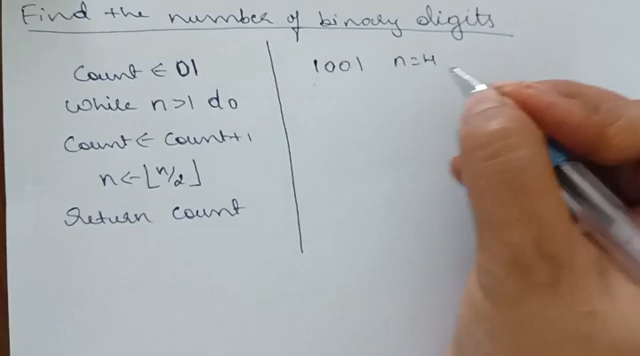 Find the number of binary digits
Count ← 01
While n>1 do
Count ← Count+1
n ← ⌊n/2⌋
Return Count
1001 n=4